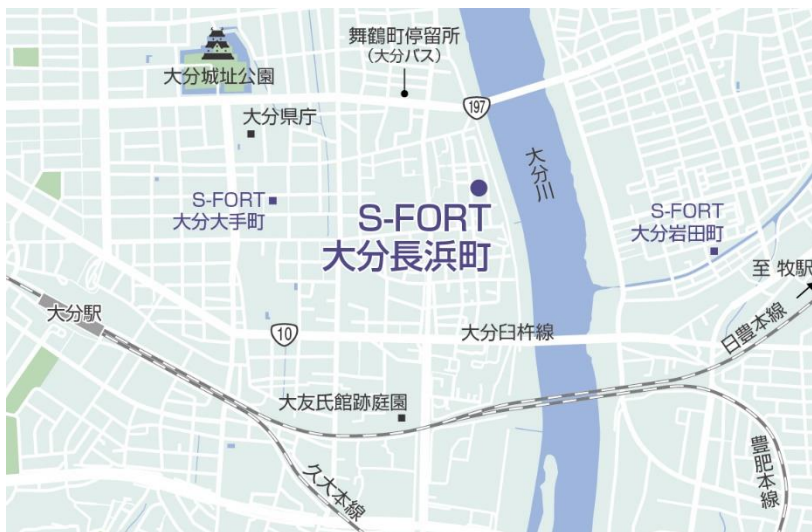 舞鶴町停留所
（大分バス）
大分城址公園
197
大分県庁
大分川
S-FORT
大分大手町
S-FORT
大分長浜町
S-FORT
大分岩田町
至 牧駅
大分駅
10
大分臼杵線
日豊本線
大友氏館跡庭園
久大本線
豊肥本線